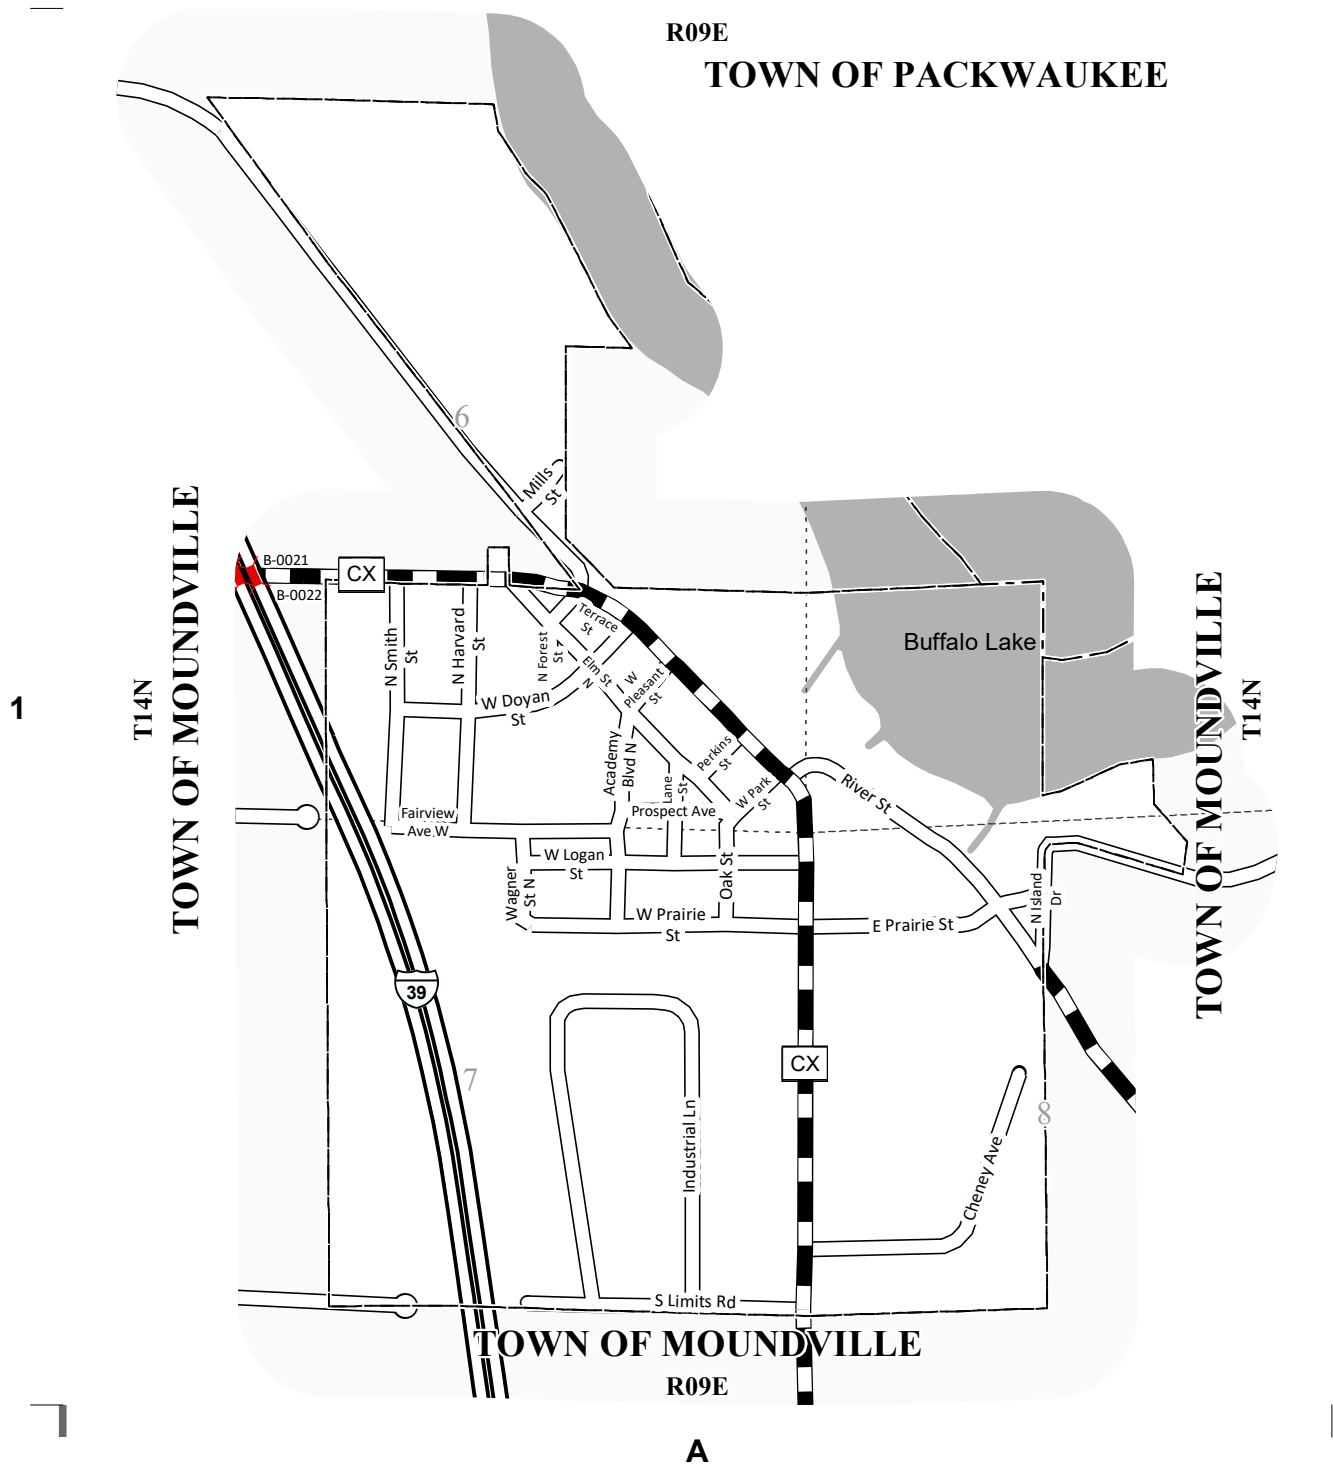 R09E
TOWN OF PACKWAUKEE
6
Mills
St
B-0021
CX
B-0022
TOWN OF MOUNDVILLE
T14N
1
N Smith
St
N Harvard
St
N Forest
St
Terrace
St
Elm St
N
W
Pleasant
St
W Doyan
St
Academy
Blvd N
Perkins
St
Lane
St
W Park
St
Prospect Ave
Fairview
Ave W
W Logan
St
Wagner
St N
Oak St
W Prairie
St
E Prairie St
River St
Buffalo Lake
N Island
Dr
TOWN OF MOUNDVILLE
T14N
39
7
CX
8
Industrial Ln
Cheney Ave
S Limits Rd
TOWN OF MOUNDVILLE
R09E
A